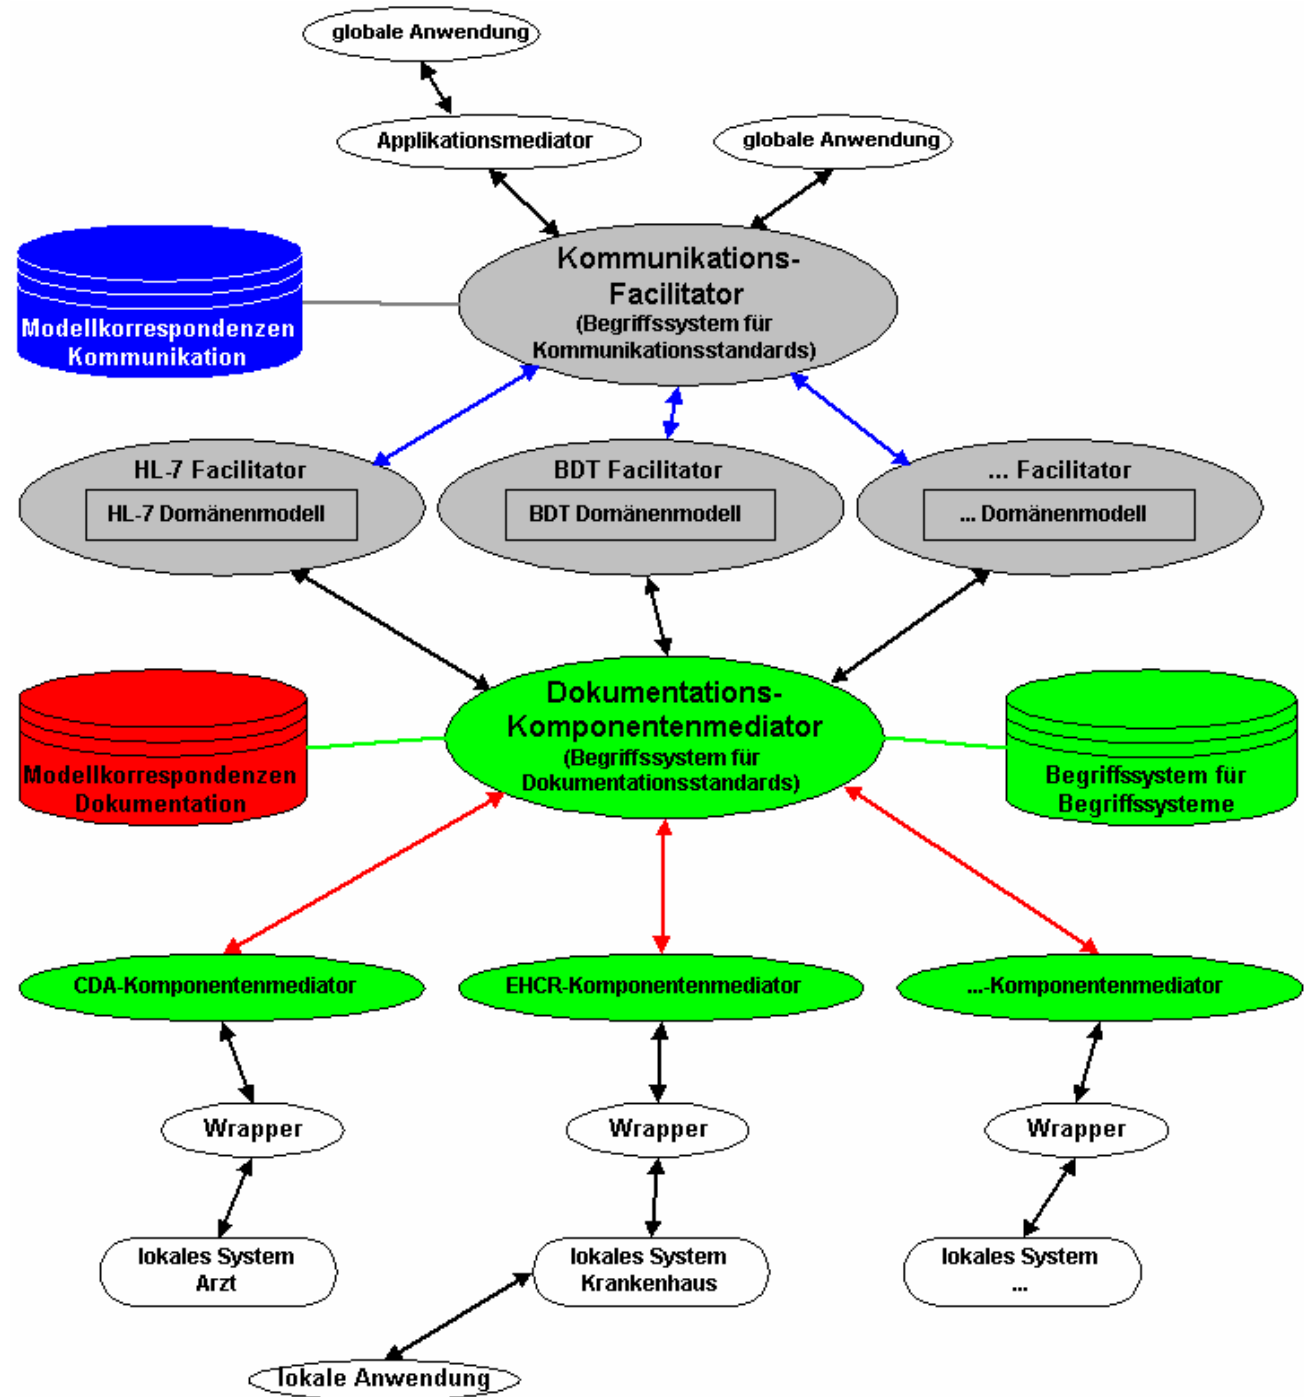 globale Anwendung
Applikationsmediator
globale Anwendung
Kommunikations-
Facilitator
(Begriffssystem für
Kommunikationsstandards)
Modellkorrespondenzen
Kommunikation
HL-7 Facilitator
HL-7 Domänenmodell
BDT Facilitator
BDT Domänenmodell
... Facilitator
... Domänenmodell
Dokumentations-
Komponentenmediator
(Begriffssystem für
Dokumentationsstandards)
Modellkorrespondenzen
Dokumentation
Begriffssystem für
Begriffssysteme
CDA-Komponentenmediator
EHCR-Komponentenmediator
...-Komponentenmediator
Wrapper
Wrapper
Wrapper
lokales System
Arzt
lokales System
Krankenhaus
lokales System
...
lokale Anwendung